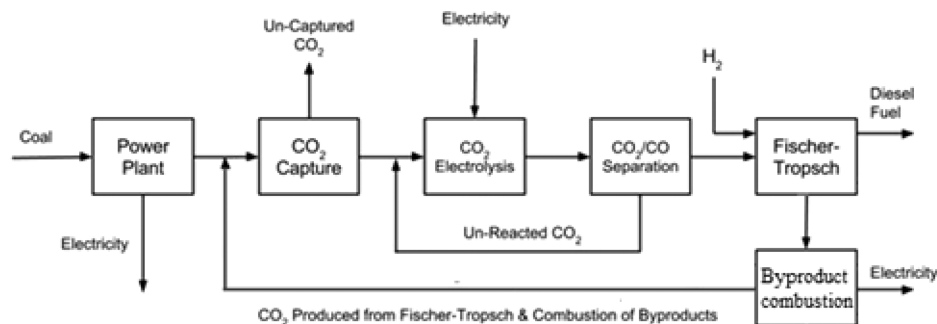 Un-Captured
CO₂
Electricity
H₂
Diesel
Fuel
Coal
Power
Plant
CO₂
Capture
CO₂
Electrolysis
CO₂/CO
Separation
Fischer-
Tropsch
Electricity
Un-Reacted CO₂
Byproduct
combustion
Electricity
CO₂ Produced from Fischer-Tropsch & Combustion of Byproducts